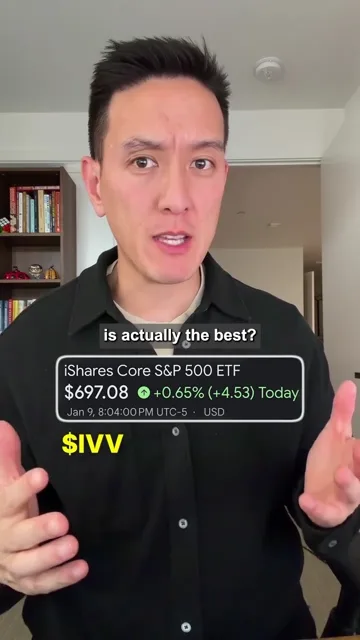 is actually the best?
iShares Core S&P 500 ETF
$697.08 +0.65% (+4.53) Today
Jan 9, 8:04:00 PM UTC-5 · USD
$IVV